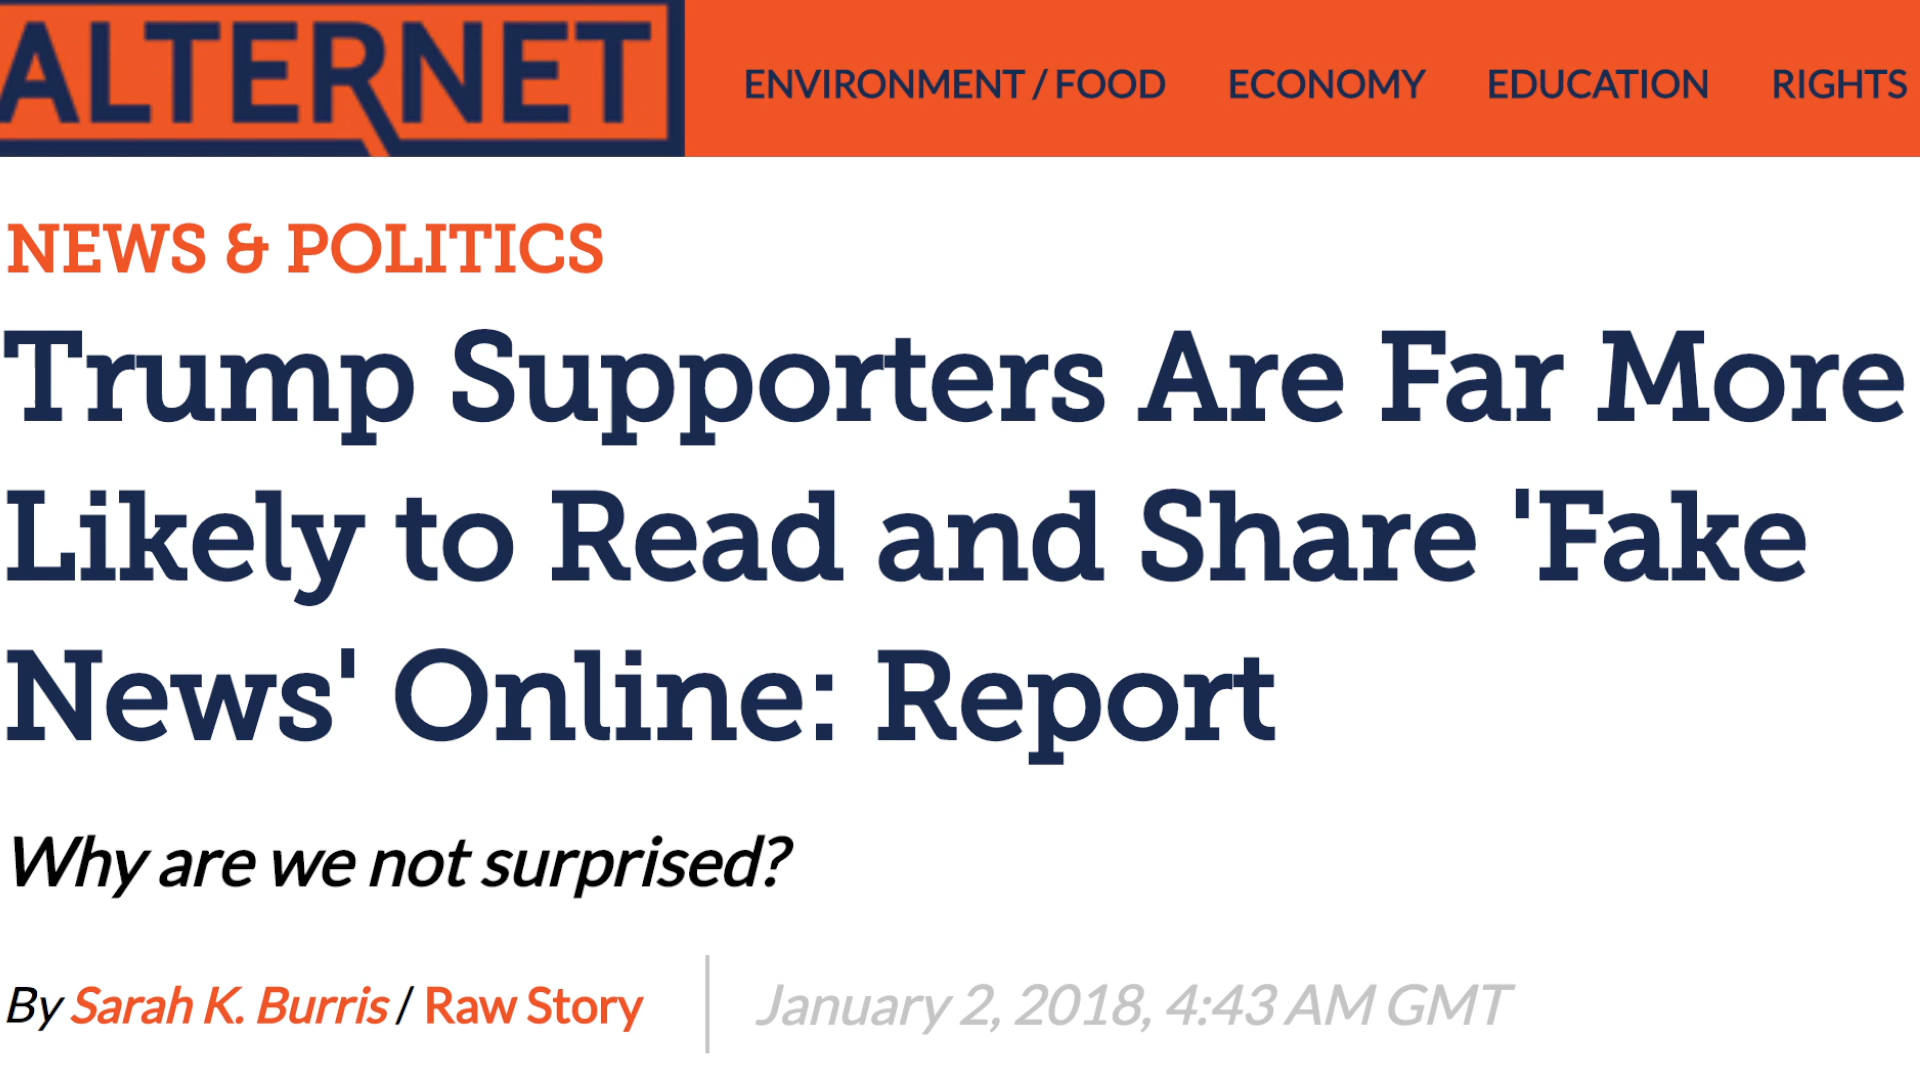 ALTERNET
ENVIRONMENT / FOOD ECONOMY EDUCATION RIGHTS
NEWS & POLITICS
Trump Supporters Are Far More
Likely to Read and Share 'Fake
News' Online: Report
Why are we not surprised?
By Sarah K. Burris / Raw Story January 2, 2018, 4:43 AM GMT